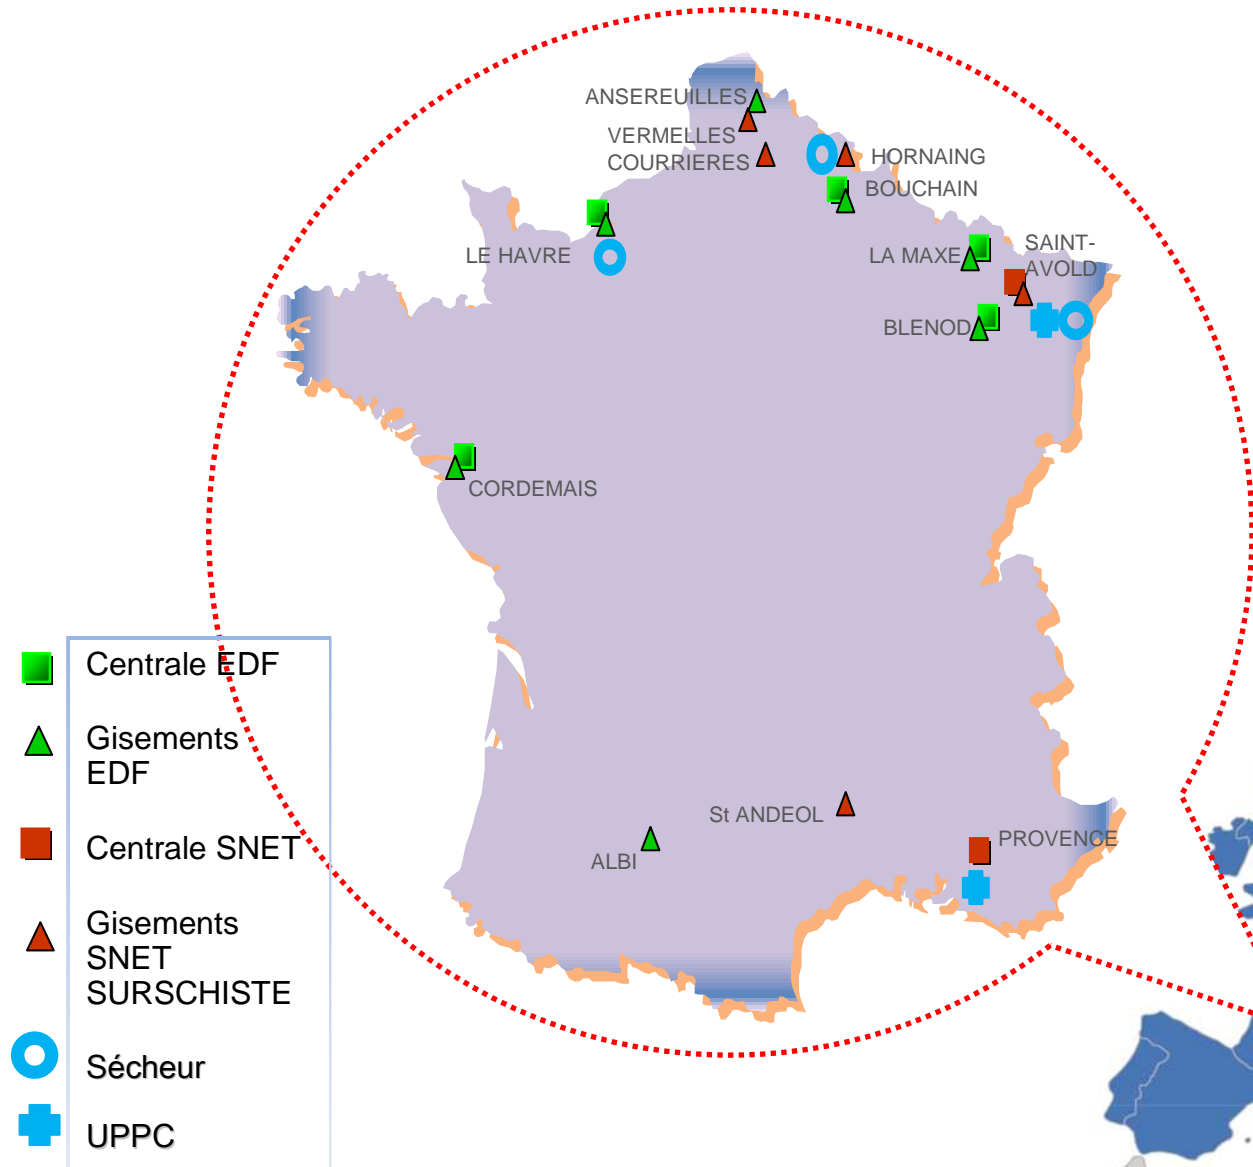 ANSEREUILLES
VERMELLES
COURRIERES
HORNAING
BOUCHAIN
LE HAVRE
LA MAXE
SAINT-
AVOLD
BLENOD
CORDEMAIS
St ANDEOL
ALBI
PROVENCE
Centrale EDF
Gisements
EDF
Centrale SNET
Gisements
SNET
SURSCHISTE
Sécheur
UPPC